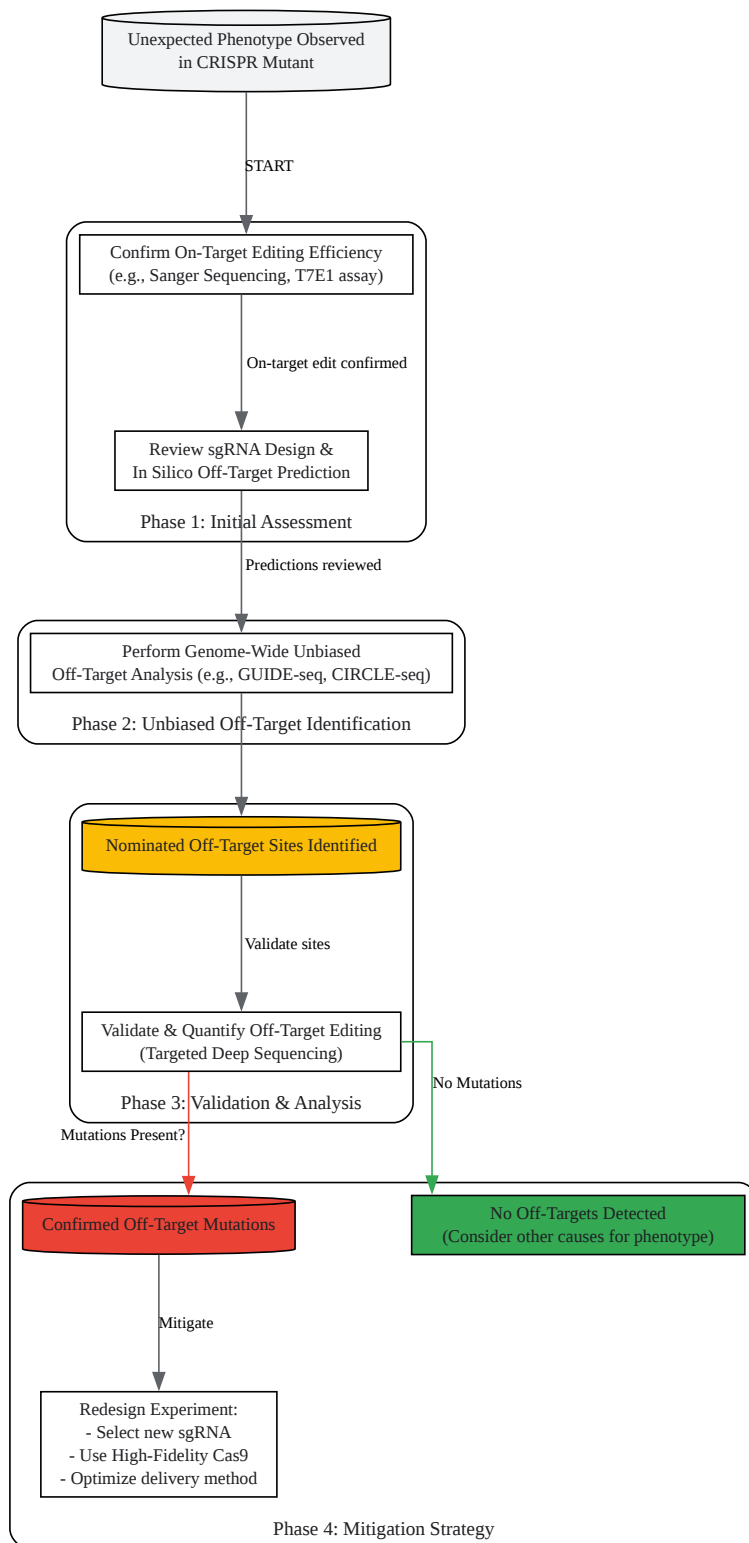 Unexpected Phenotype Observed
in CRISPR Mutant
START
Confirm On-Target Editing Efficiency
(e.g., Sanger Sequencing, T7E1 assay)
On-target edit confirmed
Review sgRNA Design &
In Silico Off-Target Prediction
Phase 1: Initial Assessment
Predictions reviewed
Perform Genome-Wide Unbiased
Off-Target Analysis (e.g., GUIDE-seq, CIRCLE-seq)
Phase 2: Unbiased Off-Target Identification
Nominated Off-Target Sites Identified
Validate sites
Validate & Quantify Off-Target Editing
(Targeted Deep Sequencing)
No Mutations
Phase 3: Validation & Analysis
Mutations Present?
Confirmed Off-Target Mutations
No Off-Targets Detected
(Consider other causes for phenotype)
Mitigate
Redesign Experiment:
- Select new sgRNA
- Use High-Fidelity Cas9
- Optimize delivery method
Phase 4: Mitigation Strategy